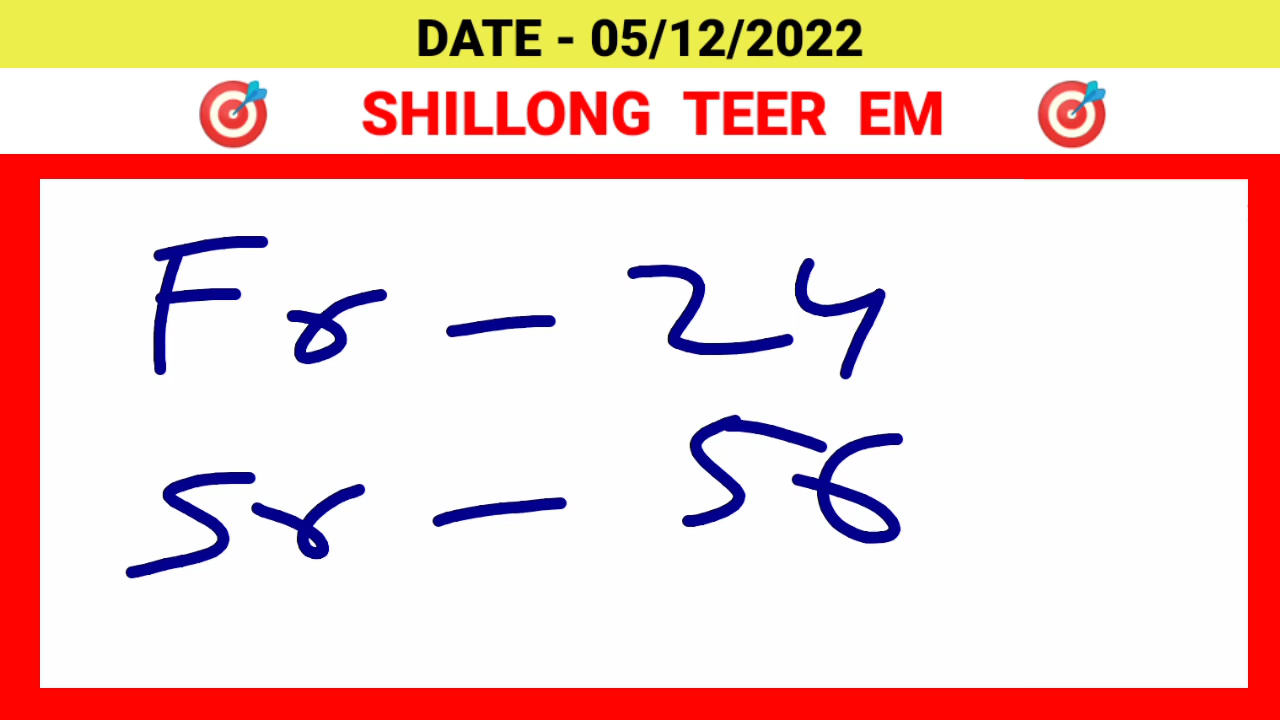 DATE - 05/12/2022
SHILLONG TEER EM
Fr - 24
Sr - 56